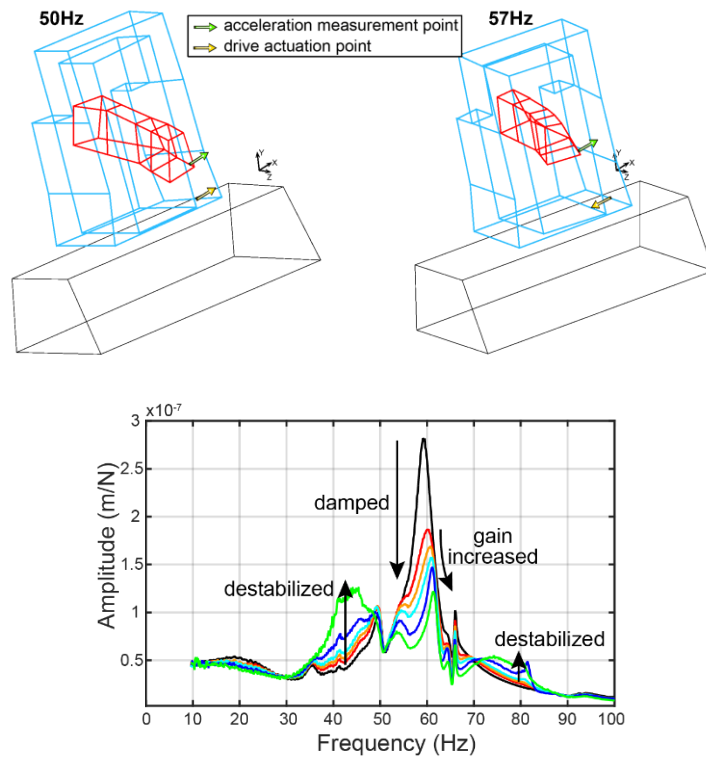 50Hz
acceleration measurement point
drive actuation point
57Hz
Y
X
Z
Y
X
Z
x10-7
3
2.5
2
1.5
1
0.5
Amplitude (m/N)
damped
gain
increased
destabilized
destabilized
0 10 20 30 40 50 60 70 80 90 100
Frequency (Hz)